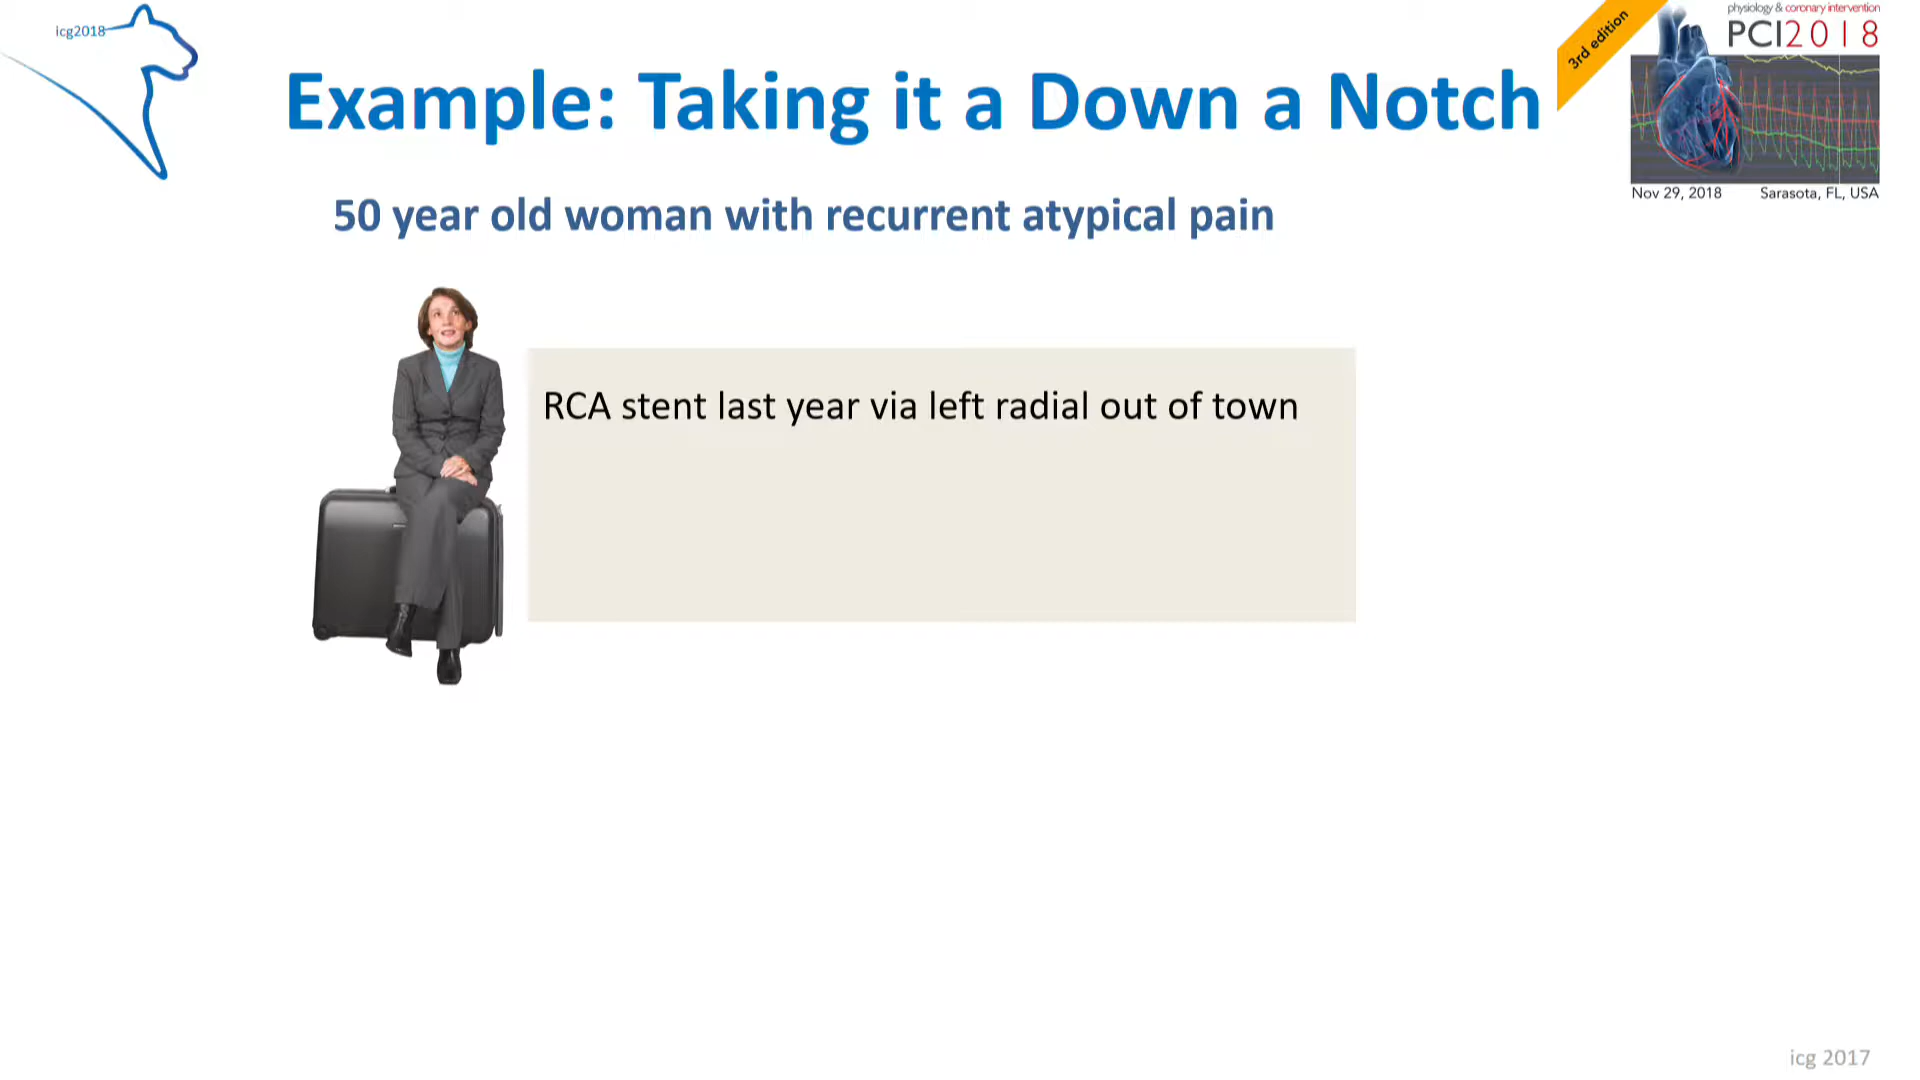 icg2018
3rd edition
physiology & coronary intervention
PCI2018
Example: Taking it a Down a Notch
Nov 29, 2018 Sarasota, FL, USA
50 year old woman with recurrent atypical pain
RCA stent last year via left radial out of town
icg 2017